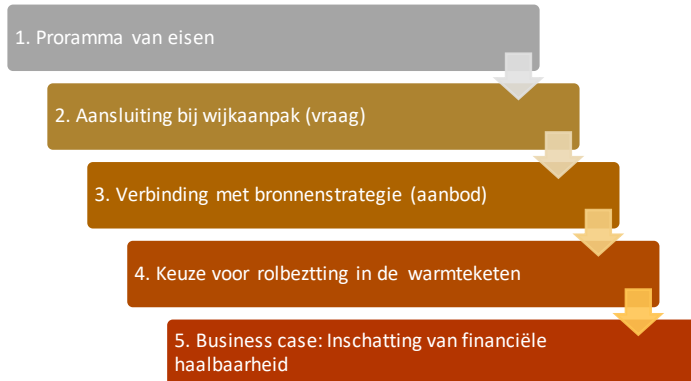 1. Proramma van eisen
2. Aansluiting bij wijkaanpak (vraag)
3. Verbinding met bronnenstrategie (aanbod)
4. Keuze voor rolbeztting in de warmteketen
5. Business case: Inschatting van financiële
haalbaarheid